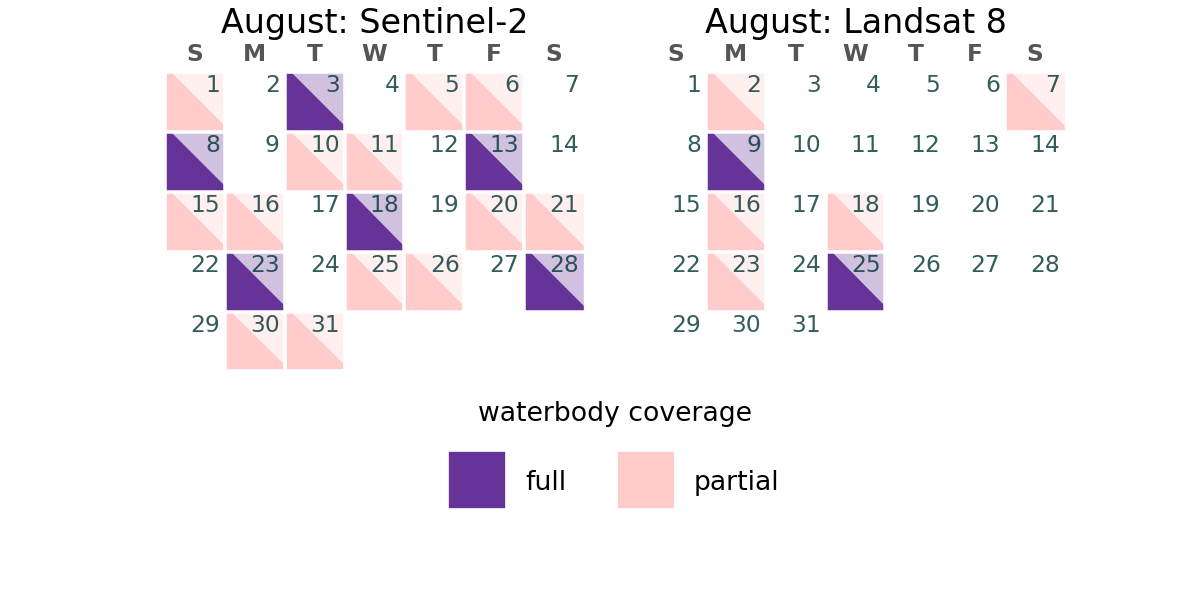 August: Sentinel-2
S M T W T F S
1 2 3 4 5 6 7
8 9 10 11 12 13 14
15 16 17 18 19 20 21
22 23 24 25 26 27 28
29 30 31
August: Landsat 8
S M T W T F S
1 2 3 4 5 6 7
8 9 10 11 12 13 14
15 16 17 18 19 20 21
22 23 24 25 26 27 28
29 30 31
waterbody coverage
full partial